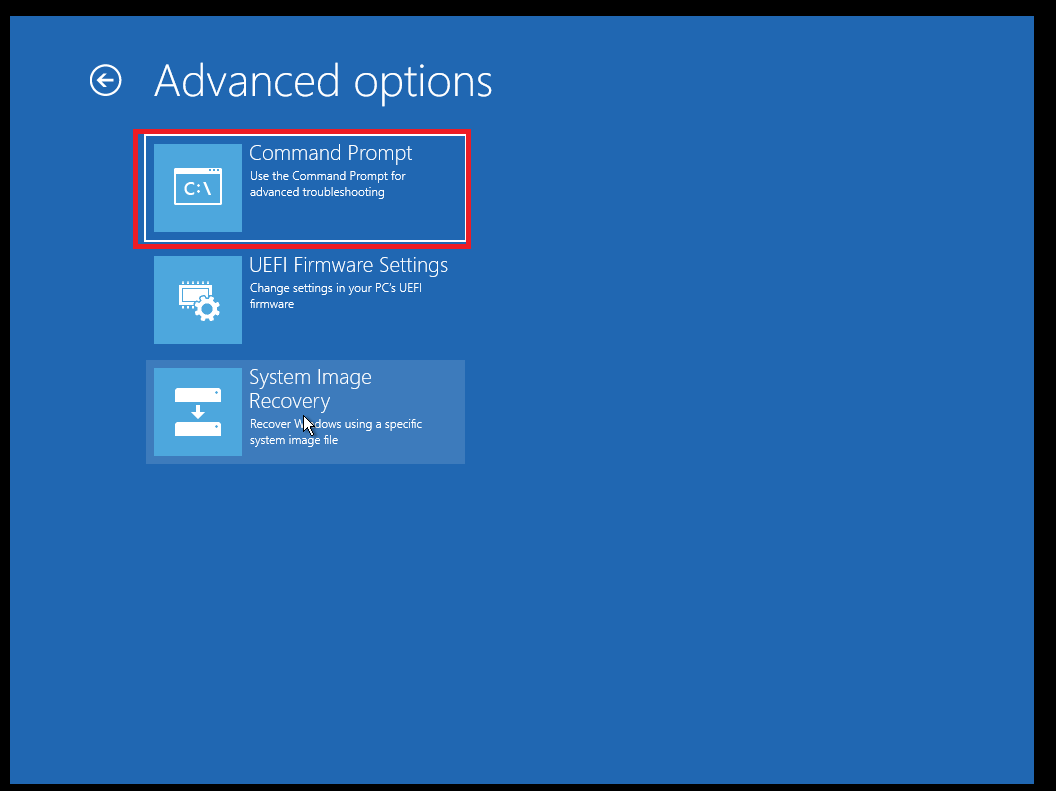 Advanced options
Command Prompt
Use the Command Prompt for
advanced troubleshooting
C:\
UEFI Firmware Settings
Change settings in your PC's UEFI
firmware
System Image
Recovery
Recover Windows using a specific
system image file